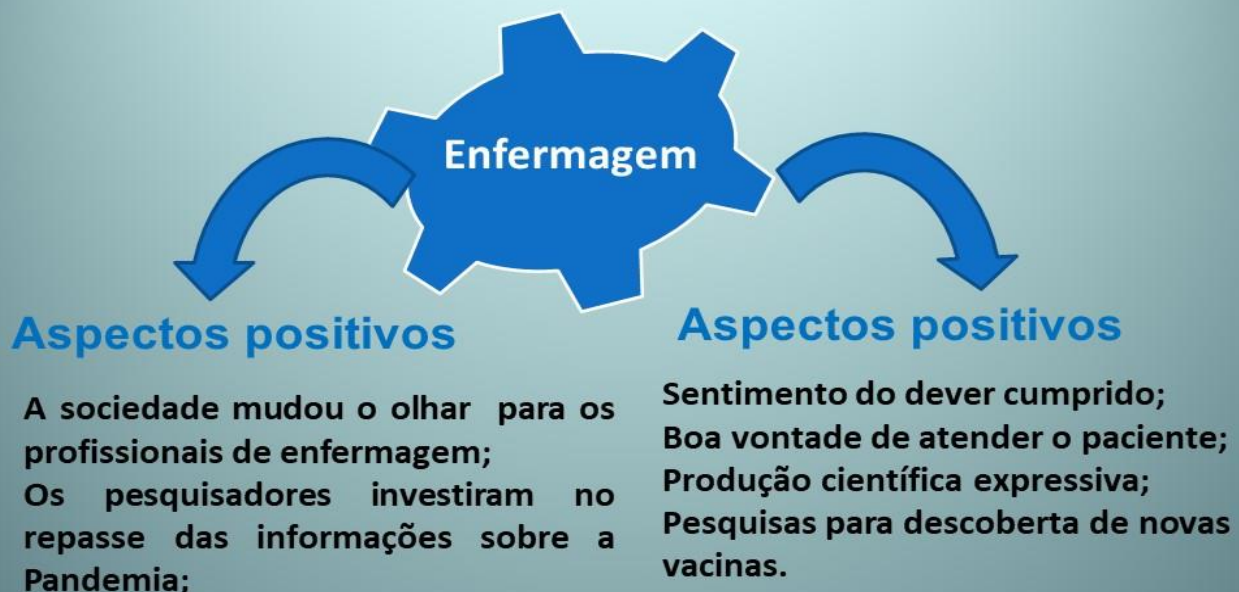 Enfermagem
Aspectos positivos
A sociedade mudou o olhar para os
profissionais de enfermagem;
Os pesquisadores investiram no
repasse das informações sobre a
Pandemia;
Aspectos positivos
Sentimento do dever cumprido;
Boa vontade de atender o paciente;
Produção científica expressiva;
Pesquisas para descoberta de novas
vacinas.